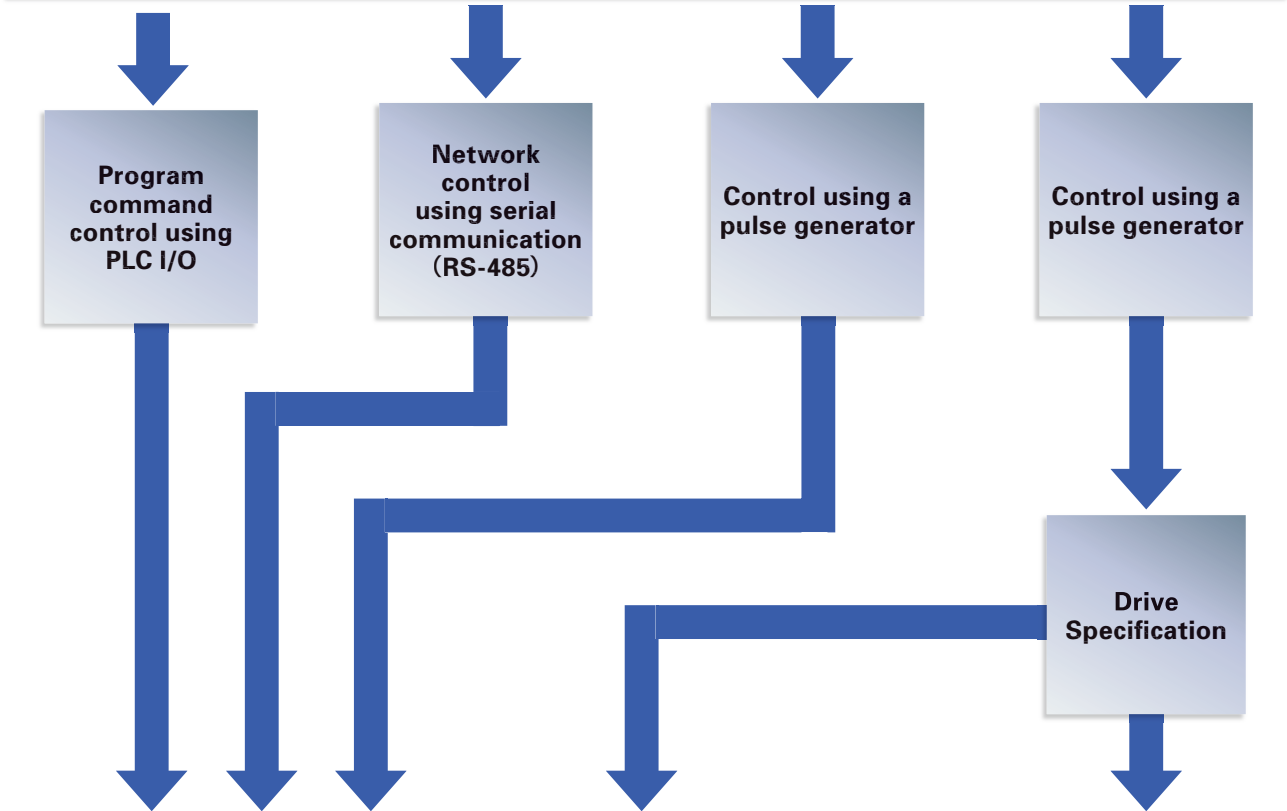 Program
command
control using
PLC I/O
Network
control
using serial
communication
（RS-485）
Control using a
pulse generator
Control using a
pulse generator
Drive
Specification